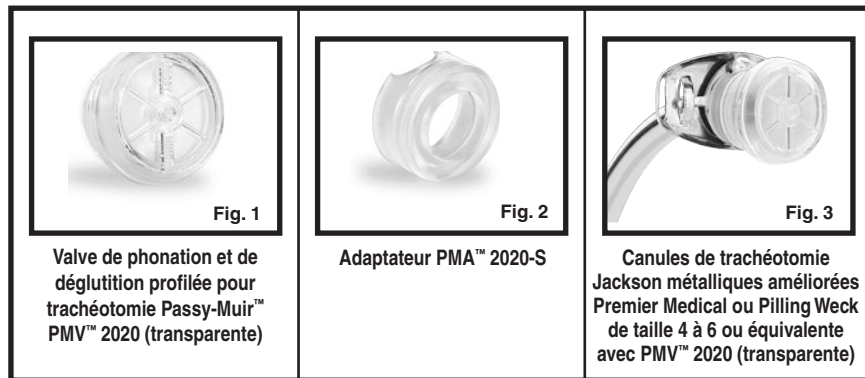 Fig. 1
Valve de phonation et de
déglutition profilée pour
trachéotomie Passy-Muir™
PMV™ 2020 (transparente)
Fig. 2
Adaptateur PMA™ 2020-S
Fig. 3
Canules de trachéotomie
Jackson métalliques améliorées
Premier Medical ou Pilling Weck
de taille 4 à 6 ou équivalente
avec PMV™ 2020 (transparente)